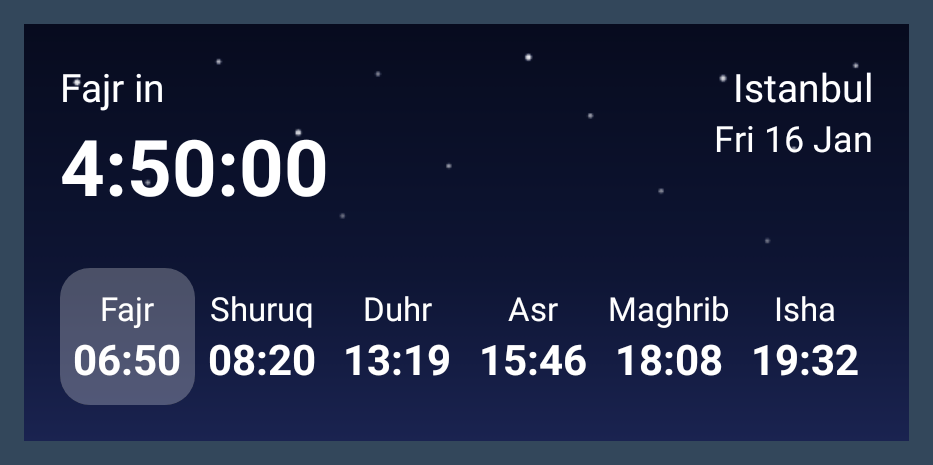 Fajr in
4:50:00
Istanbul
Fri 16 Jan
Fajr Shuruq Duhr Asr Maghrib Isha
06:50 08:20 13:19 15:46 18:08 19:32